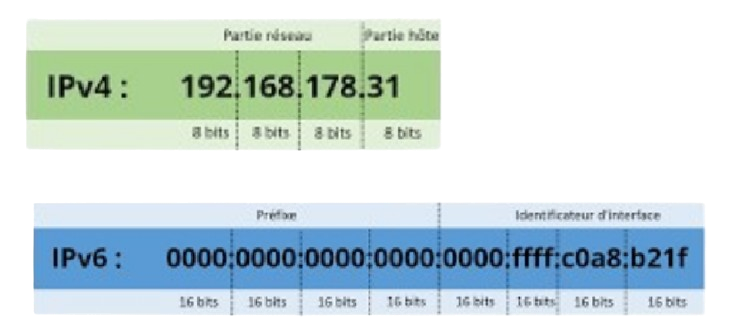 Partie réseau Partie hôte
IPv4 : 192.168.178.31
8 bits 8 bits 8 bits 8 bits
Préfixe Identificateur d'interface
IPv6 : 0000:0000:0000:0000:0000:ffff:c0a8:b21f
16 bits 16 bits 16 bits 16 bits 16 bits 16 bits 16 bits 16 bits